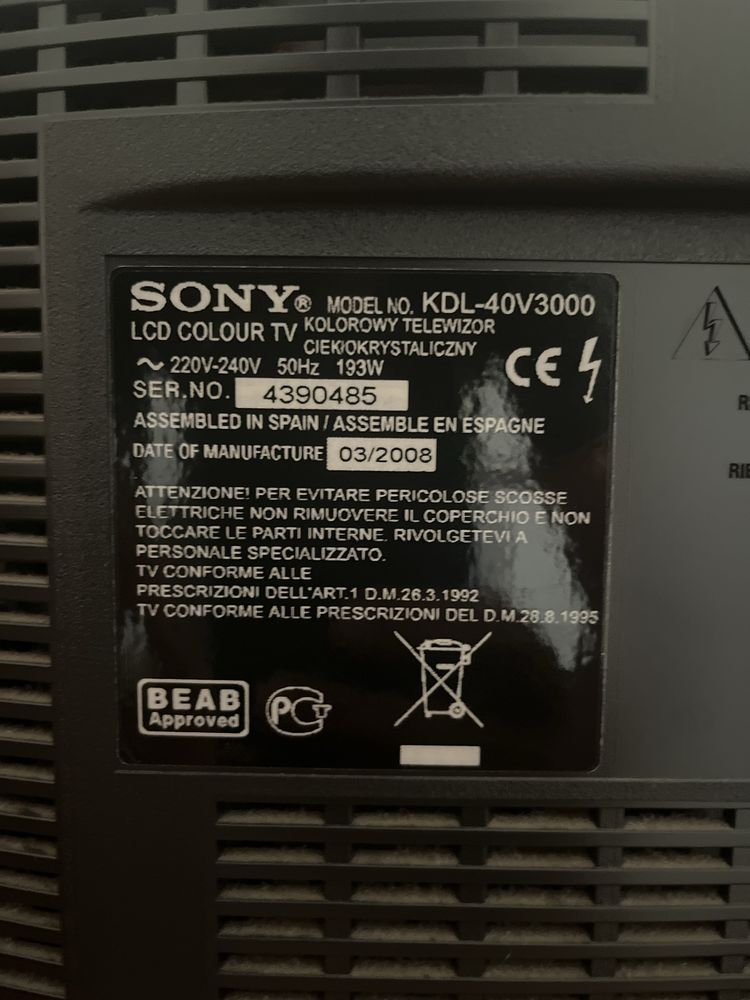 SONY® MODEL NO. KDL-40V3000
LCD COLOUR TV KOLOROWY TELEWIZOR
CIEKłOKRYSTALICZNY
~ 220V-240V 50Hz 193W
CE
SER.NO. 4390485
ASSEMBLED IN SPAIN / ASSEMBLE EN ESPAGNE
DATE OF MANUFACTURE 03/2008
ATTENZIONE! PER EVITARE PERICOLOSE SCOSSE
ELETTRICHE NON RIMUOVERE IL COPERCHIO E NON
TOCCARE LE PARTI INTERNE. RIVOLGETEVI A
PERSONALE SPECIALIZZATO.
TV CONFORME ALLE
PRESCRIZIONI DELL'ART.1 D.M.26.3.1992
TV CONFORME ALLE PRESCRIZIONI DEL D.M.28.8.1995
BEAB
Approved
PCT